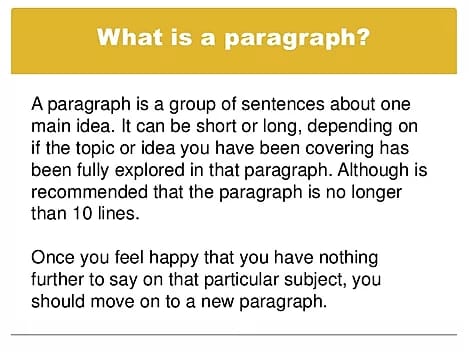 What is a paragraph?
A paragraph is a group of sentences about one
main idea. It can be short or long, depending on
if the topic or idea you have been covering has
been fully explored in that paragraph. Although is
recommended that the paragraph is no longer
than 10 lines.
Once you feel happy that you have nothing
further to say on that particular subject, you
should move on to a new paragraph.